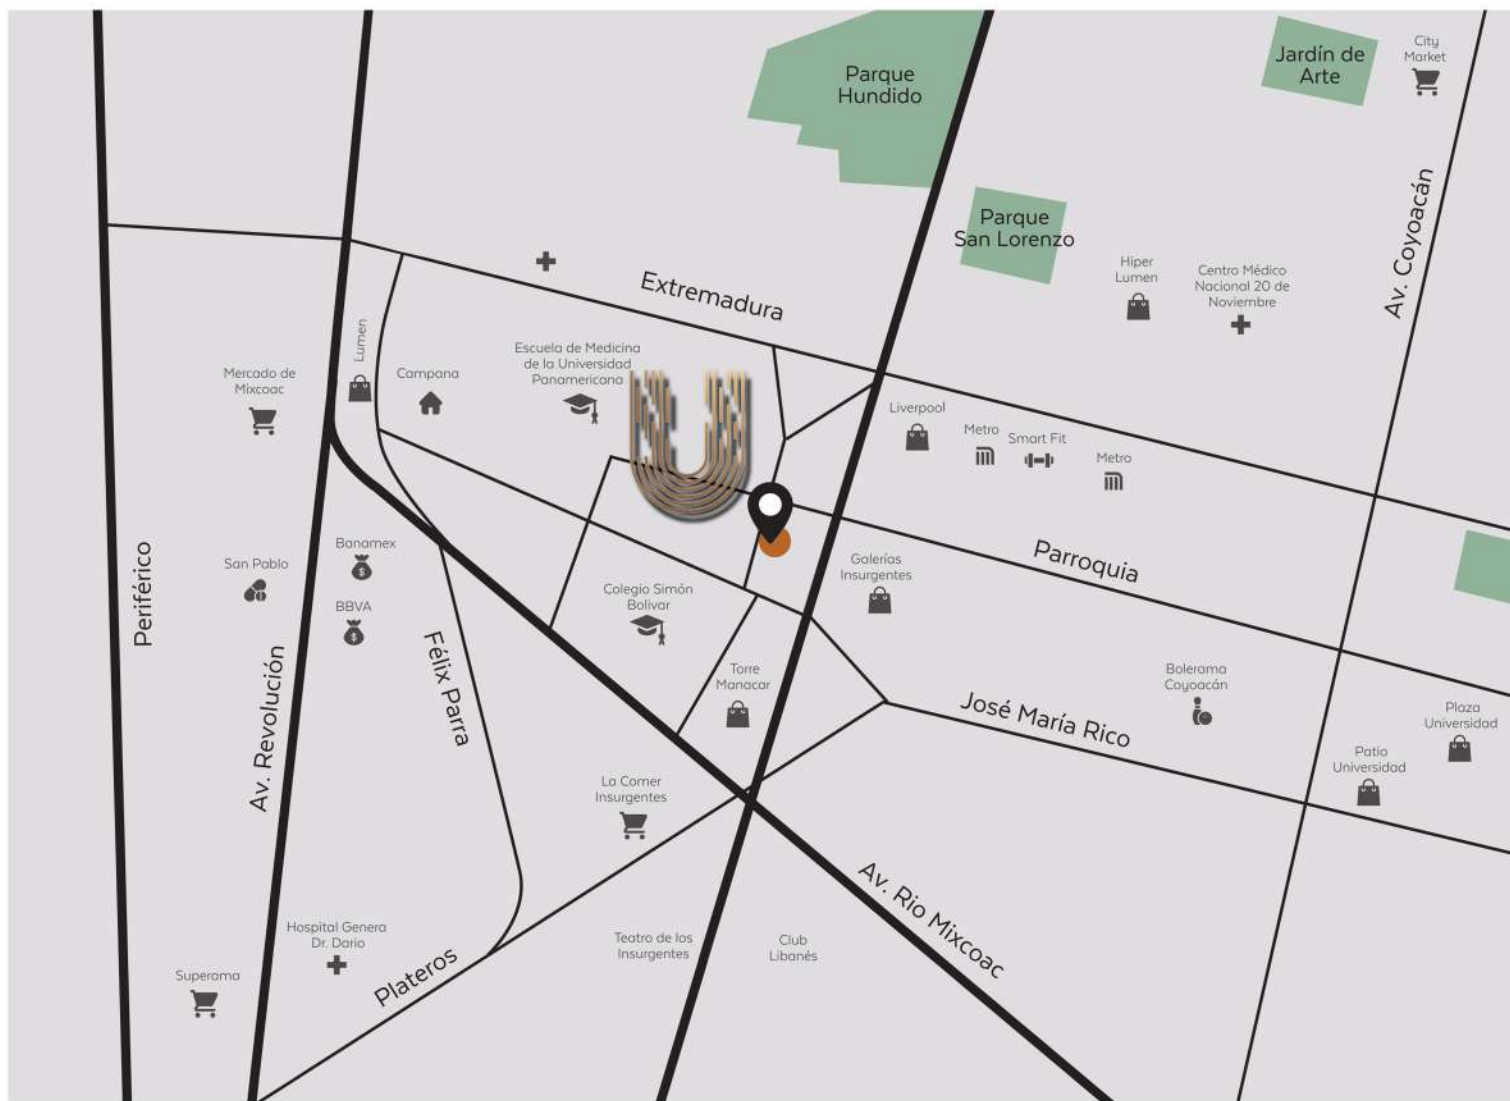 Parque
Hundido
Jardín de
Arte
City
Market
Parque
San Lorenzo
Av. Coyoacán
Hiper
Lumen
Centro Médico
Nacional 20 de
Noviembre
Extremadura
Lumen
Mercado de
Mixcoac
Campana
Escuela de Medicina
de la Universidad
Panamericana
Liverpool
Metro
Smart Fit
Metro
Periférico
San Pablo
Banamex
BBVA
Av. Revolución
Félix Parra
Colegio Simón
Bolivar
Galerías
Insurgentes
Parroquia
Torre
Manacar
José María Rico
Bolerama
Coyoacán
Plaza
Universidad
Patio
Universidad
La Comer
Insurgentes
Av. Rio Mixcoac
Hospital Genera
Dr. Dario
Superama
Plateros
Teatro de los
Insurgentes
Club
Libanés